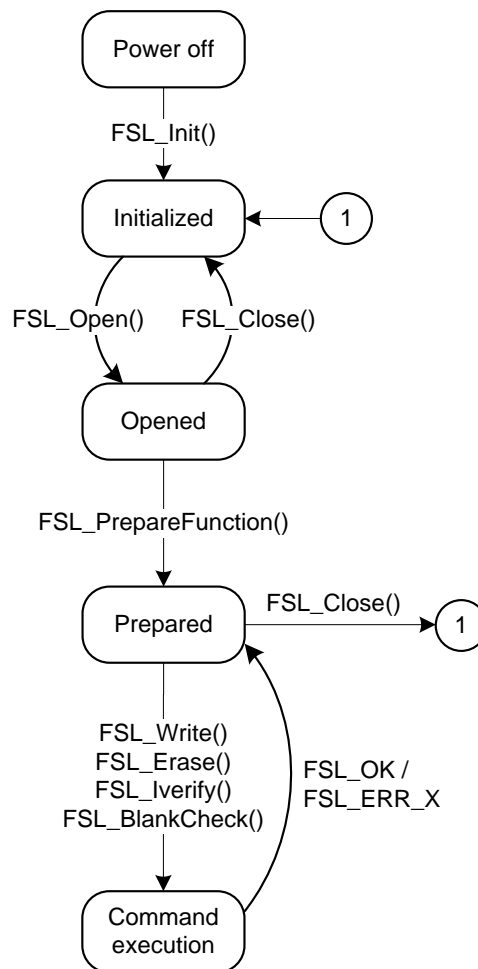 Power off
FSL_Init()
Initialized
1
FSL_Open()
FSL_Close()
Opened
FSL_PrepareFunction()
Prepared
FSL_Close()
1
FSL_Write()
FSL_Erase()
FSL_Iverify()
FSL_BlankCheck()
FSL_OK /
FSL_ERR_X
Command
execution